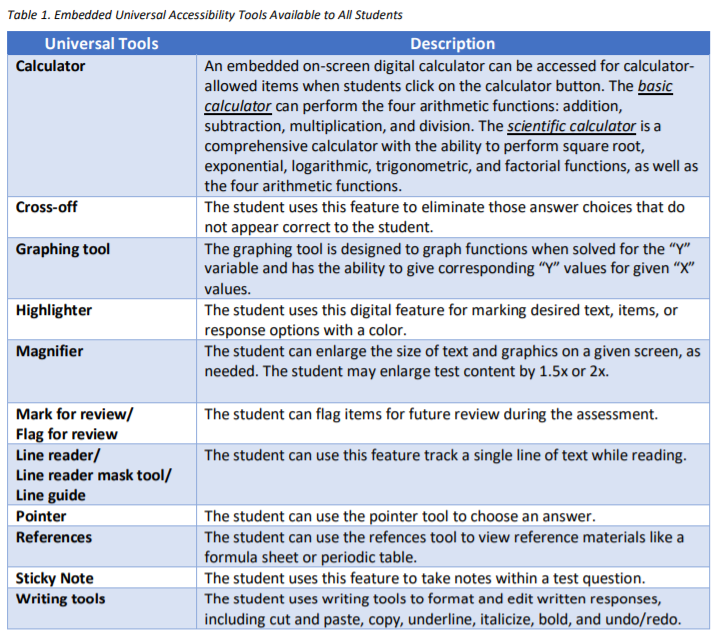 Table 1. Embedded Universal Accessibility Tools Available to All Students
Universal Tools Description
Calculator An embedded on-screen digital calculator can be accessed for calculator-
allowed items when students click on the calculator button. The basic
calculator can perform the four arithmetic functions: addition,
subtraction, multiplication, and division. The scientific calculator is a
comprehensive calculator with the ability to perform square root,
exponential, logarithmic, trigonometric, and factorial functions, as well as
the four arithmetic functions.
Cross-off The student uses this feature to eliminate those answer choices that do
not appear correct to the student.
Graphing tool The graphing tool is designed to graph functions when solved for the “Y”
variable and has the ability to give corresponding “Y” values for given “X”
values.
Highlighter The student uses this digital feature for marking desired text, items, or
response options with a color.
Magnifier The student can enlarge the size of text and graphics on a given screen, as
needed. The student may enlarge test content by 1.5x or 2x.
Mark for review/ The student can flag items for future review during the assessment.
Flag for review
Line reader/ The student can use this feature track a single line of text while reading.
Line reader mask tool/
Line guide
Pointer The student can use the pointer tool to choose an answer.
References The student can use the refences tool to view reference materials like a
formula sheet or periodic table.
Sticky Note The student uses this feature to take notes within a test question.
Writing tools The student uses writing tools to format and edit written responses,
including cut and paste, copy, underline, italicize, bold, and undo/redo.